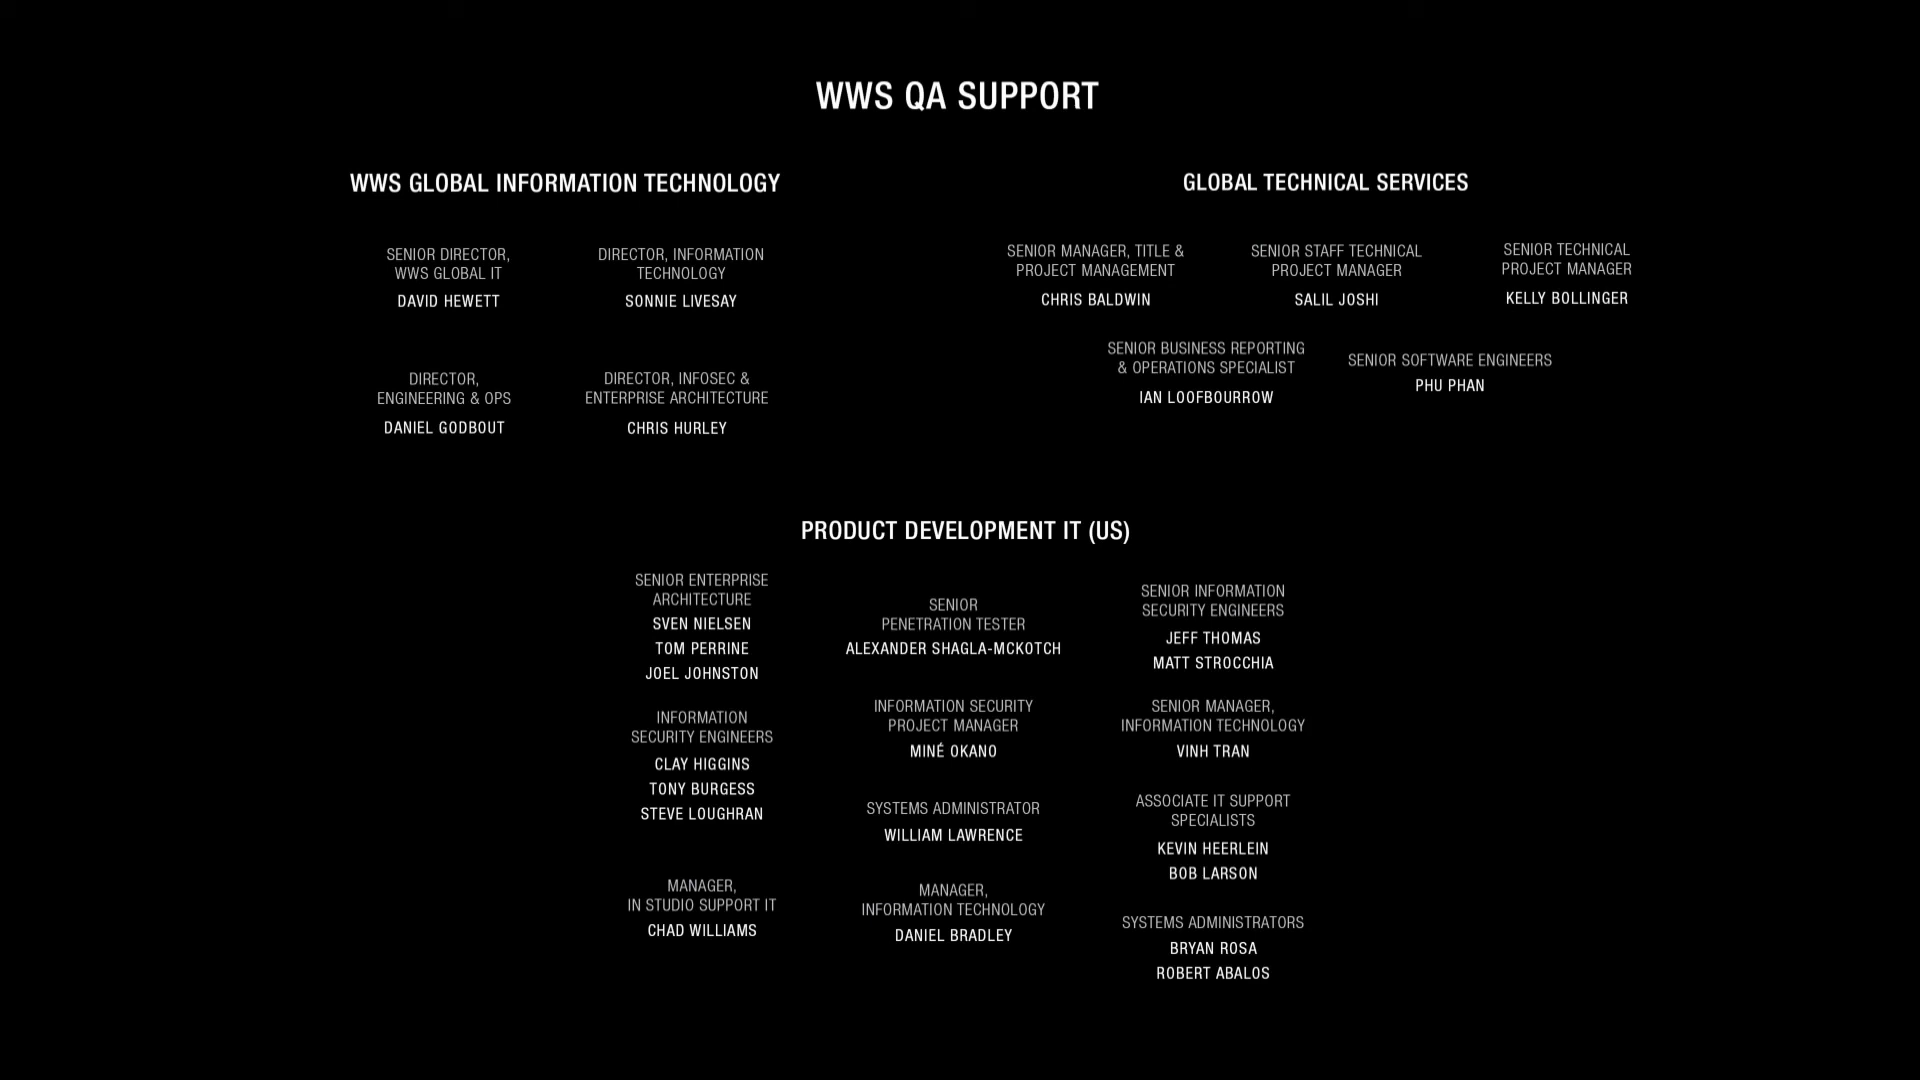 WWS QA SUPPORT
WWS GLOBAL INFORMATION TECHNOLOGY
SENIOR DIRECTOR,
WWS GLOBAL IT
DAVID HEWETT
DIRECTOR, INFORMATION
TECHNOLOGY
SONNIE LIVESAY
DIRECTOR,
ENGINEERING & OPS
DANIEL GODBOUT
DIRECTOR, INFOSEC &
ENTERPRISE ARCHITECTURE
CHRIS HURLEY
GLOBAL TECHNICAL SERVICES
SENIOR MANAGER, TITLE &
PROJECT MANAGEMENT
CHRIS BALDWIN
SENIOR STAFF TECHNICAL
PROJECT MANAGER
SALIL JOSHI
SENIOR TECHNICAL
PROJECT MANAGER
KELLY BOLLINGER
SENIOR BUSINESS REPORTING
& OPERATIONS SPECIALIST
IAN LOOFBOURROW
SENIOR SOFTWARE ENGINEERS
PHU PHAN
PRODUCT DEVELOPMENT IT (US)
SENIOR ENTERPRISE
ARCHITECTURE
SVEN NIELSEN
TOM PERRINE
JOEL JOHNSTON
SENIOR
PENETRATION TESTER
ALEXANDER SHAGLA-MCKOTCH
SENIOR INFORMATION
SECURITY ENGINEERS
JEFF THOMAS
MATT STROCCHIA
INFORMATION
SECURITY ENGINEERS
CLAY HIGGINS
TONY BURGESS
STEVE LOUGHRAN
INFORMATION SECURITY
PROJECT MANAGER
MINÉ OKANO
SENIOR MANAGER,
INFORMATION TECHNOLOGY
VINH TRAN
SYSTEMS ADMINISTRATOR
WILLIAM LAWRENCE
ASSOCIATE IT SUPPORT
SPECIALISTS
KEVIN HEERLEIN
BOB LARSON
MANAGER,
IN STUDIO SUPPORT IT
CHAD WILLIAMS
MANAGER,
INFORMATION TECHNOLOGY
DANIEL BRADLEY
SYSTEMS ADMINISTRATORS
BRYAN ROSA
ROBERT ABALOS